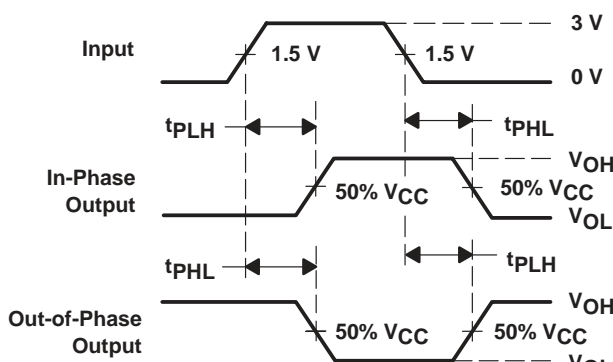 3 V
Input
1.5 V
1.5 V
0 V
tPLH
tPHL
VOH
In-Phase
Output
50% VCC
50% VCC
VOL
tPHL
tPLH
VOH
Out-of-Phase
Output
50% VCC
50% VCC